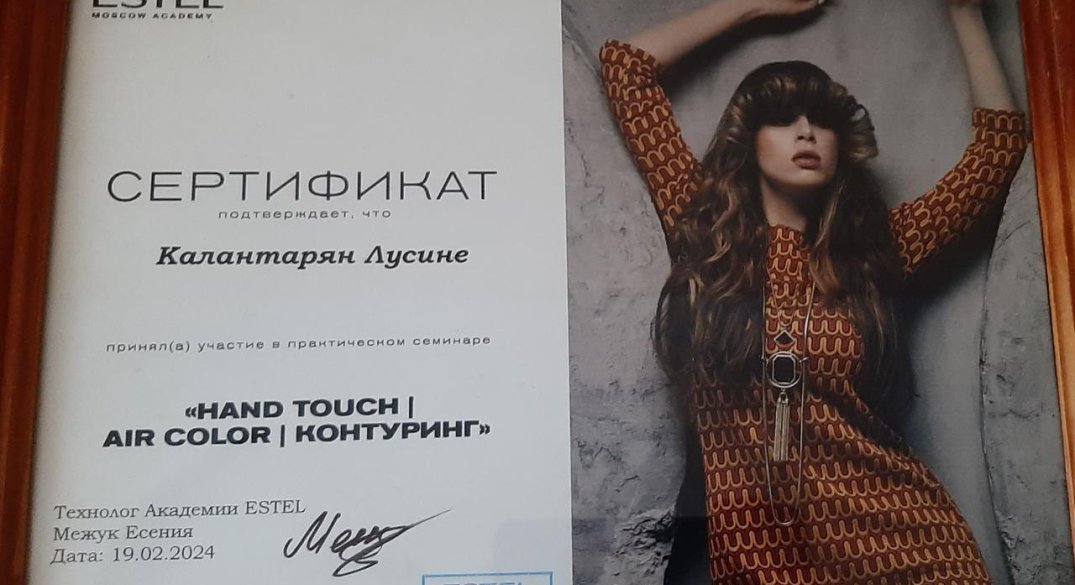 ESTEL
MOSCOW ACADEMY
СЕРТИФИКАТ
подтверждает, что
Калантарян Лусине
принял(а) участие в практическом семинаре
«HAND TOUCH |
AIR COLOR | КОНТУРИНГ»
Технолог Академии ESTEL
Межук Есения
Дата: 19.02.2024
ESTEL